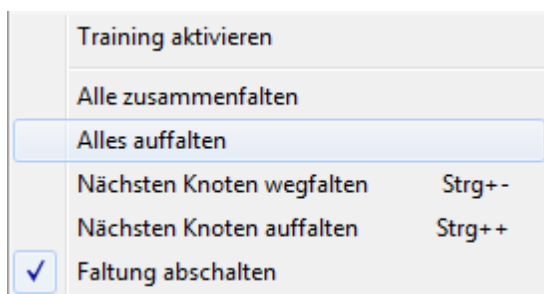 Training aktivieren
Alle zusammenfalten
Alles auffalten
Nächsten Knoten wegfalten Strg+-
Nächsten Knoten auffalten Strg++
Faltung abschalten